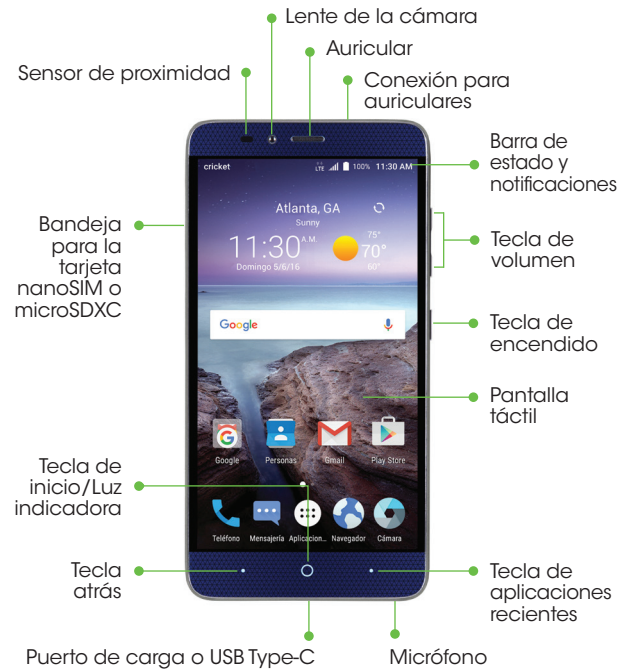 Lente de la cámara
Auricular
Sensor de proximidad
Conexión para
auriculares
Barra de
estado y
notificaciones
cricket
LTE
100%
11:30 AM
Atlanta, GA
Sunny
11:30 A.M.
Domingo 5/6/16
75°
70°
60°
Bandeja
para la
tarjeta
nanoSIM o
microSDXC
Tecla de
volumen
Google
Tecla de
encendido
Pantalla
táctil
Google
Personas
Gmail
Play Store
Tecla de
inicio/Luz
indicadora
Teléfono
Mensajería
Aplicacion...
Navegador
Cámara
Tecla
atrás
Tecla de
aplicaciones
recientes
Puerto de carga o USB Type-C
Micrófono